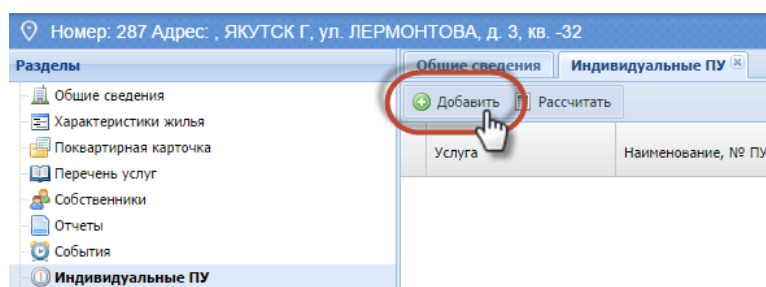 Номер: 287 Адрес: , ЯКУТСК Г, ул. ЛЕРМОНТОВА, д. 3, кв. -32
Разделы
Общие сведения
Характеристики жилья
Поквартирная карточка
Перечень услуг
Собственники
Отчеты
События
Индивидуальные ПУ
Общие сведения Индивидуальные ПУ
Добавить Рассчитать
Услуга Наименование, № ПУ